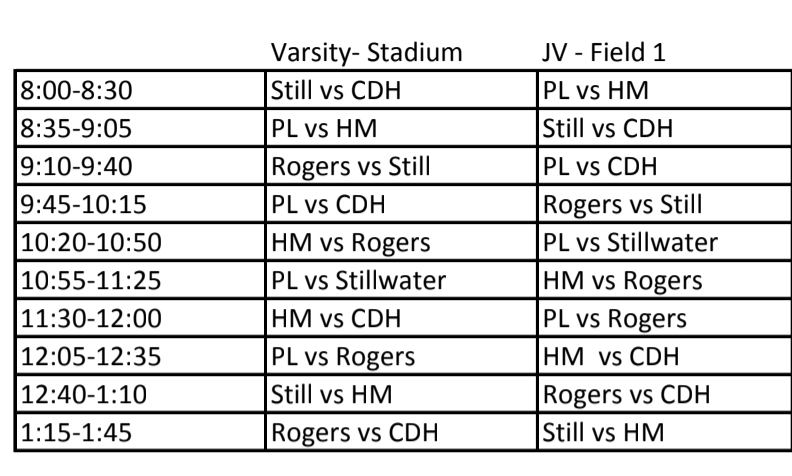 Varsity- Stadium JV - Field 1
8:00-8:30 Still vs CDH PL vs HM
8:35-9:05 PL vs HM Still vs CDH
9:10-9:40 Rogers vs Still PL vs CDH
9:45-10:15 PL vs CDH Rogers vs Still
10:20-10:50 HM vs Rogers PL vs Stillwater
10:55-11:25 PL vs Stillwater HM vs Rogers
11:30-12:00 HM vs CDH PL vs Rogers
12:05-12:35 PL vs Rogers HM  vs CDH
12:40-1:10 Still vs HM Rogers vs CDH
1:15-1:45 Rogers vs CDH Still vs HM